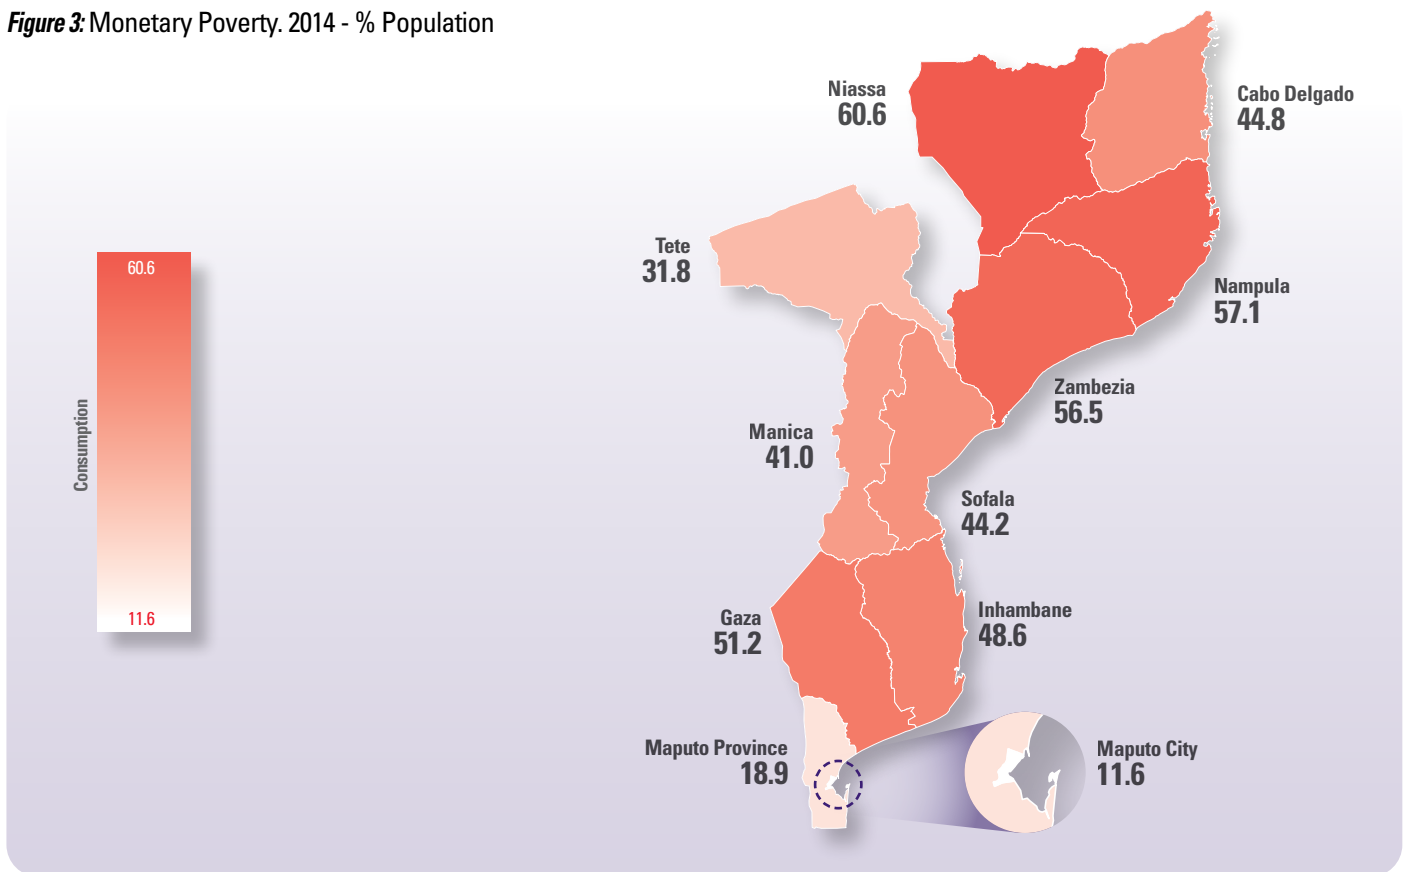 Figure 3: Monetary Poverty. 2014 - % Population
Niassa
60.6
Cabo Delgado
44.8
Tete
31.8
Nampula
57.1
60.6
Consumption
11.6
Zambezia
56.5
Manica
41.0
Sofala
44.2
Gaza
51.2
Inhambane
48.6
Maputo Province
18.9
Maputo City
11.6